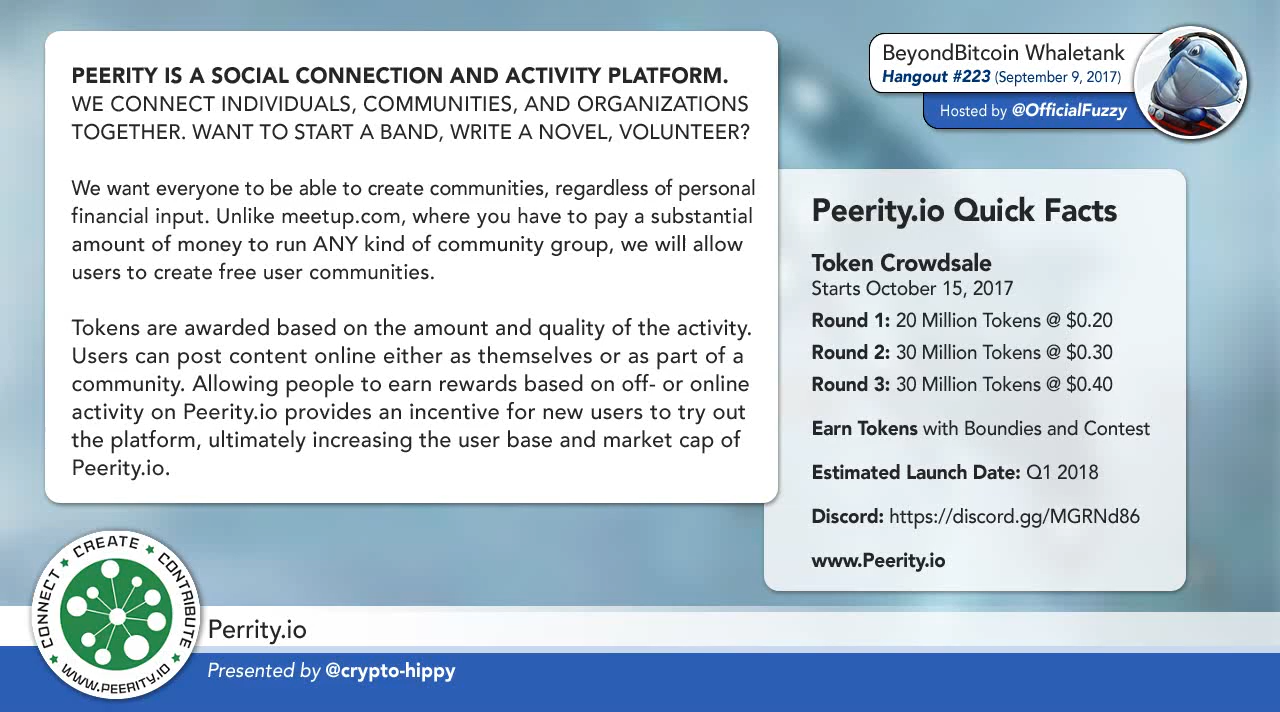 PEERITY IS A SOCIAL CONNECTION AND ACTIVITY PLATFORM.
WE CONNECT INDIVIDUALS, COMMUNITIES, AND ORGANIZATIONS
TOGETHER. WANT TO START A BAND, WRITE A NOVEL, VOLUNTEER?
We want everyone to be able to create communities, regardless of personal
financial input. Unlike meetup.com, where you have to pay a substantial
amount of money to run ANY kind of community group, we will allow
users to create free user communities.
Tokens are awarded based on the amount and quality of the activity.
Users can post content online either as themselves or as part of a
community. Allowing people to earn rewards based on off- or online
activity on Peerity.io provides an incentive for new users to try out
the platform, ultimately increasing the user base and market cap of
Peerity.io.
BeyondBitcoin Whaletank
Hangout #223 (September 9, 2017)
Hosted by @OfficialFuzzy
Peerity.io Quick Facts
Token Crowdsale
Starts October 15, 2017
Round 1: 20 Million Tokens @ $0.20
Round 2: 30 Million Tokens @ $0.30
Round 3: 30 Million Tokens @ $0.40
Earn Tokens with Boundies and Contest
Estimated Launch Date: Q1 2018
Discord: https://discord.gg/MGRNd86
www.Peerity.io
CONNECT CREATE CONTRIBUTE
WWW.PEERITY.IO
Perrity.io
Presented by @crypto-hippy